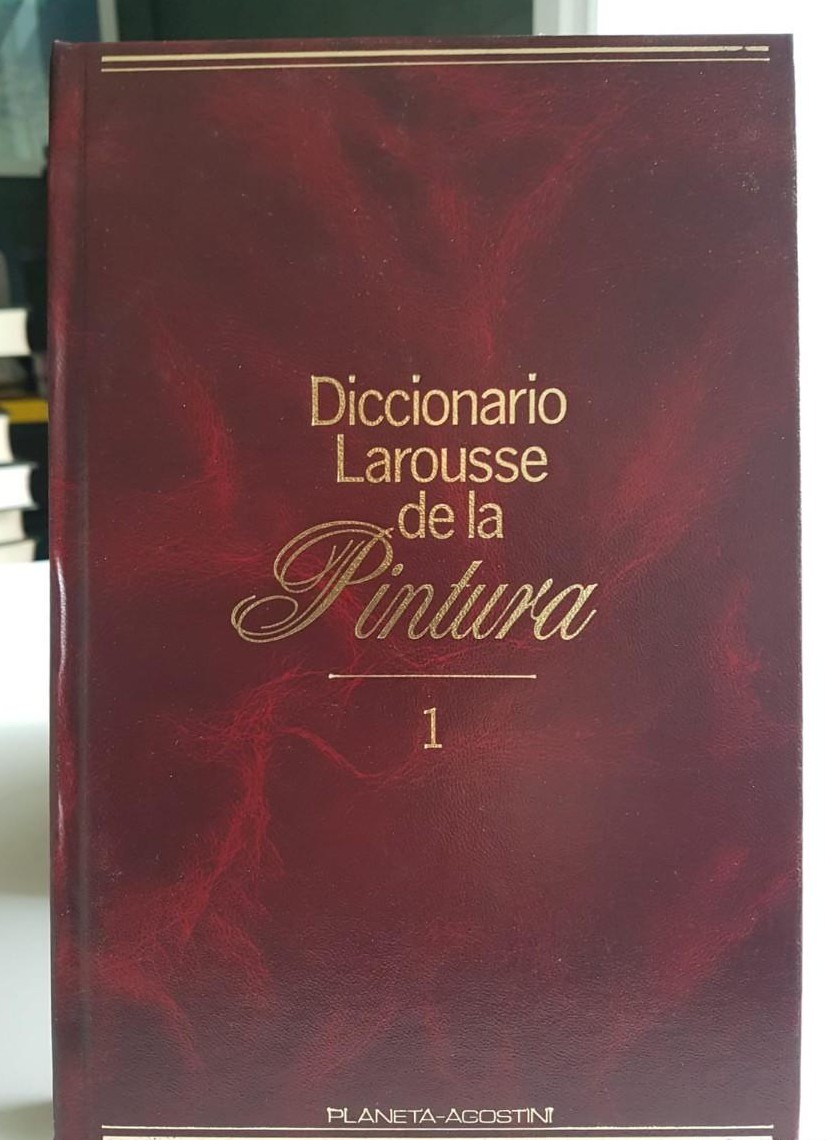 Diccionario
Larousse
de la
Pintura
1
PLANETA-AGOSTINI